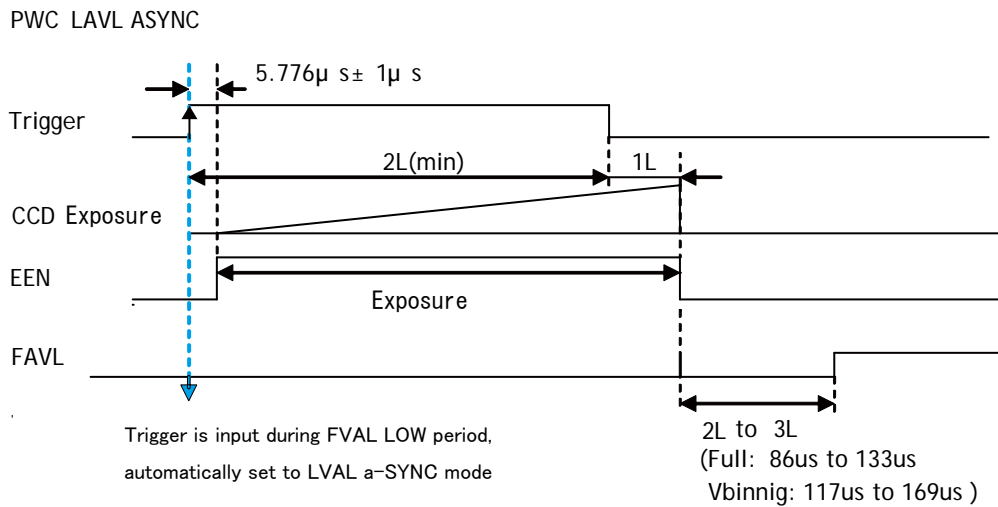 PWC LAVL ASYNC
5.776μ s± 1μ s
Trigger
2L(min)
1L
CCD Exposure
EEN
Exposure
FAVL
Trigger is input during FVAL LOW period,
automatically set to LVAL a-SYNC mode
2L to 3L
(Full: 86us to 133us
Vbinnig: 117us to 169us )